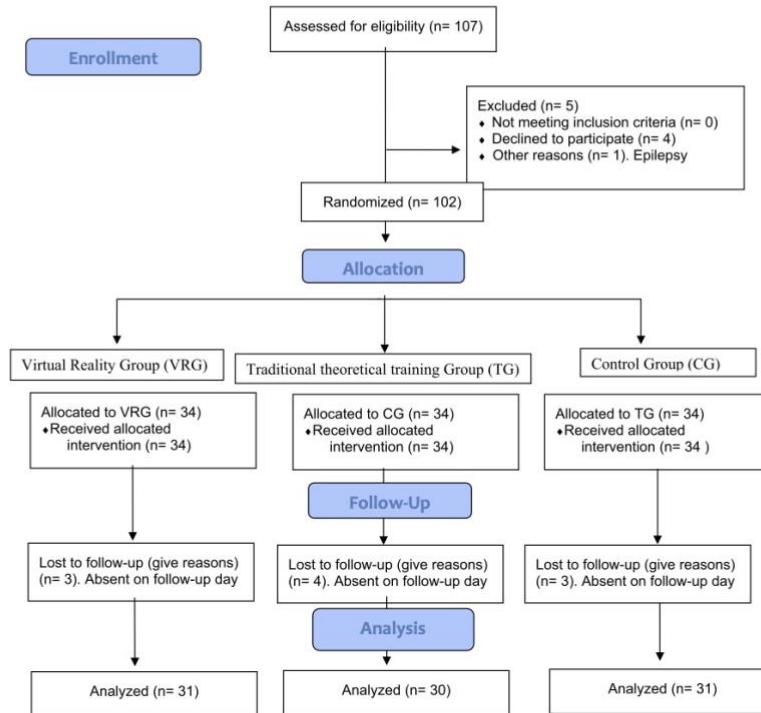 Assessed for eligibility (n= 107)
Enrollment
Excluded (n= 5)
♦ Not meeting inclusion criteria (n= 0)
♦ Declined to participate (n= 4)
♦ Other reasons (n= 1). Epilepsy
Randomized (n= 102)
Allocation
Virtual Reality Group (VRG)
Traditional theoretical training Group (TG)
Control Group (CG)
Allocated to VRG (n= 34)
♦Received allocated
intervention (n= 34)
Allocated to CG (n= 34)
♦Received allocated
intervention (n= 34)
Allocated to TG (n= 34)
♦Received allocated
intervention (n= 34 )
Follow-Up
Lost to follow-up (give reasons)
(n= 3). Absent on follow-up day
Lost to follow-up (give reasons)
(n= 4). Absent on follow-up day
Lost to follow-up (give reasons)
(n= 3). Absent on follow-up day
Analysis
Analyzed (n= 31)
Analyzed (n= 30)
Analyzed (n= 31)